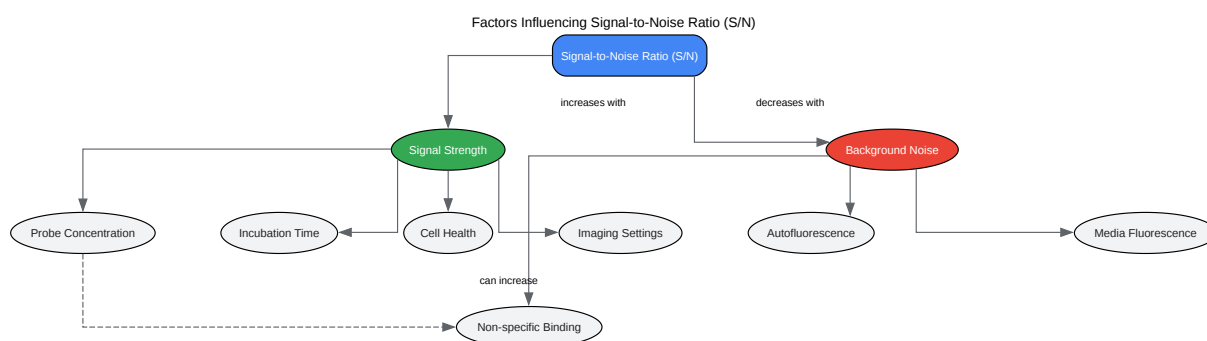 Factors Influencing Signal-to-Noise Ratio (S/N)
Signal-to-Noise Ratio (S/N)
increases with
decreases with
Signal Strength
Background Noise
Probe Concentration
Incubation Time
Cell Health
Imaging Settings
Autofluorescence
Media Fluorescence
can increase
Non-specific Binding